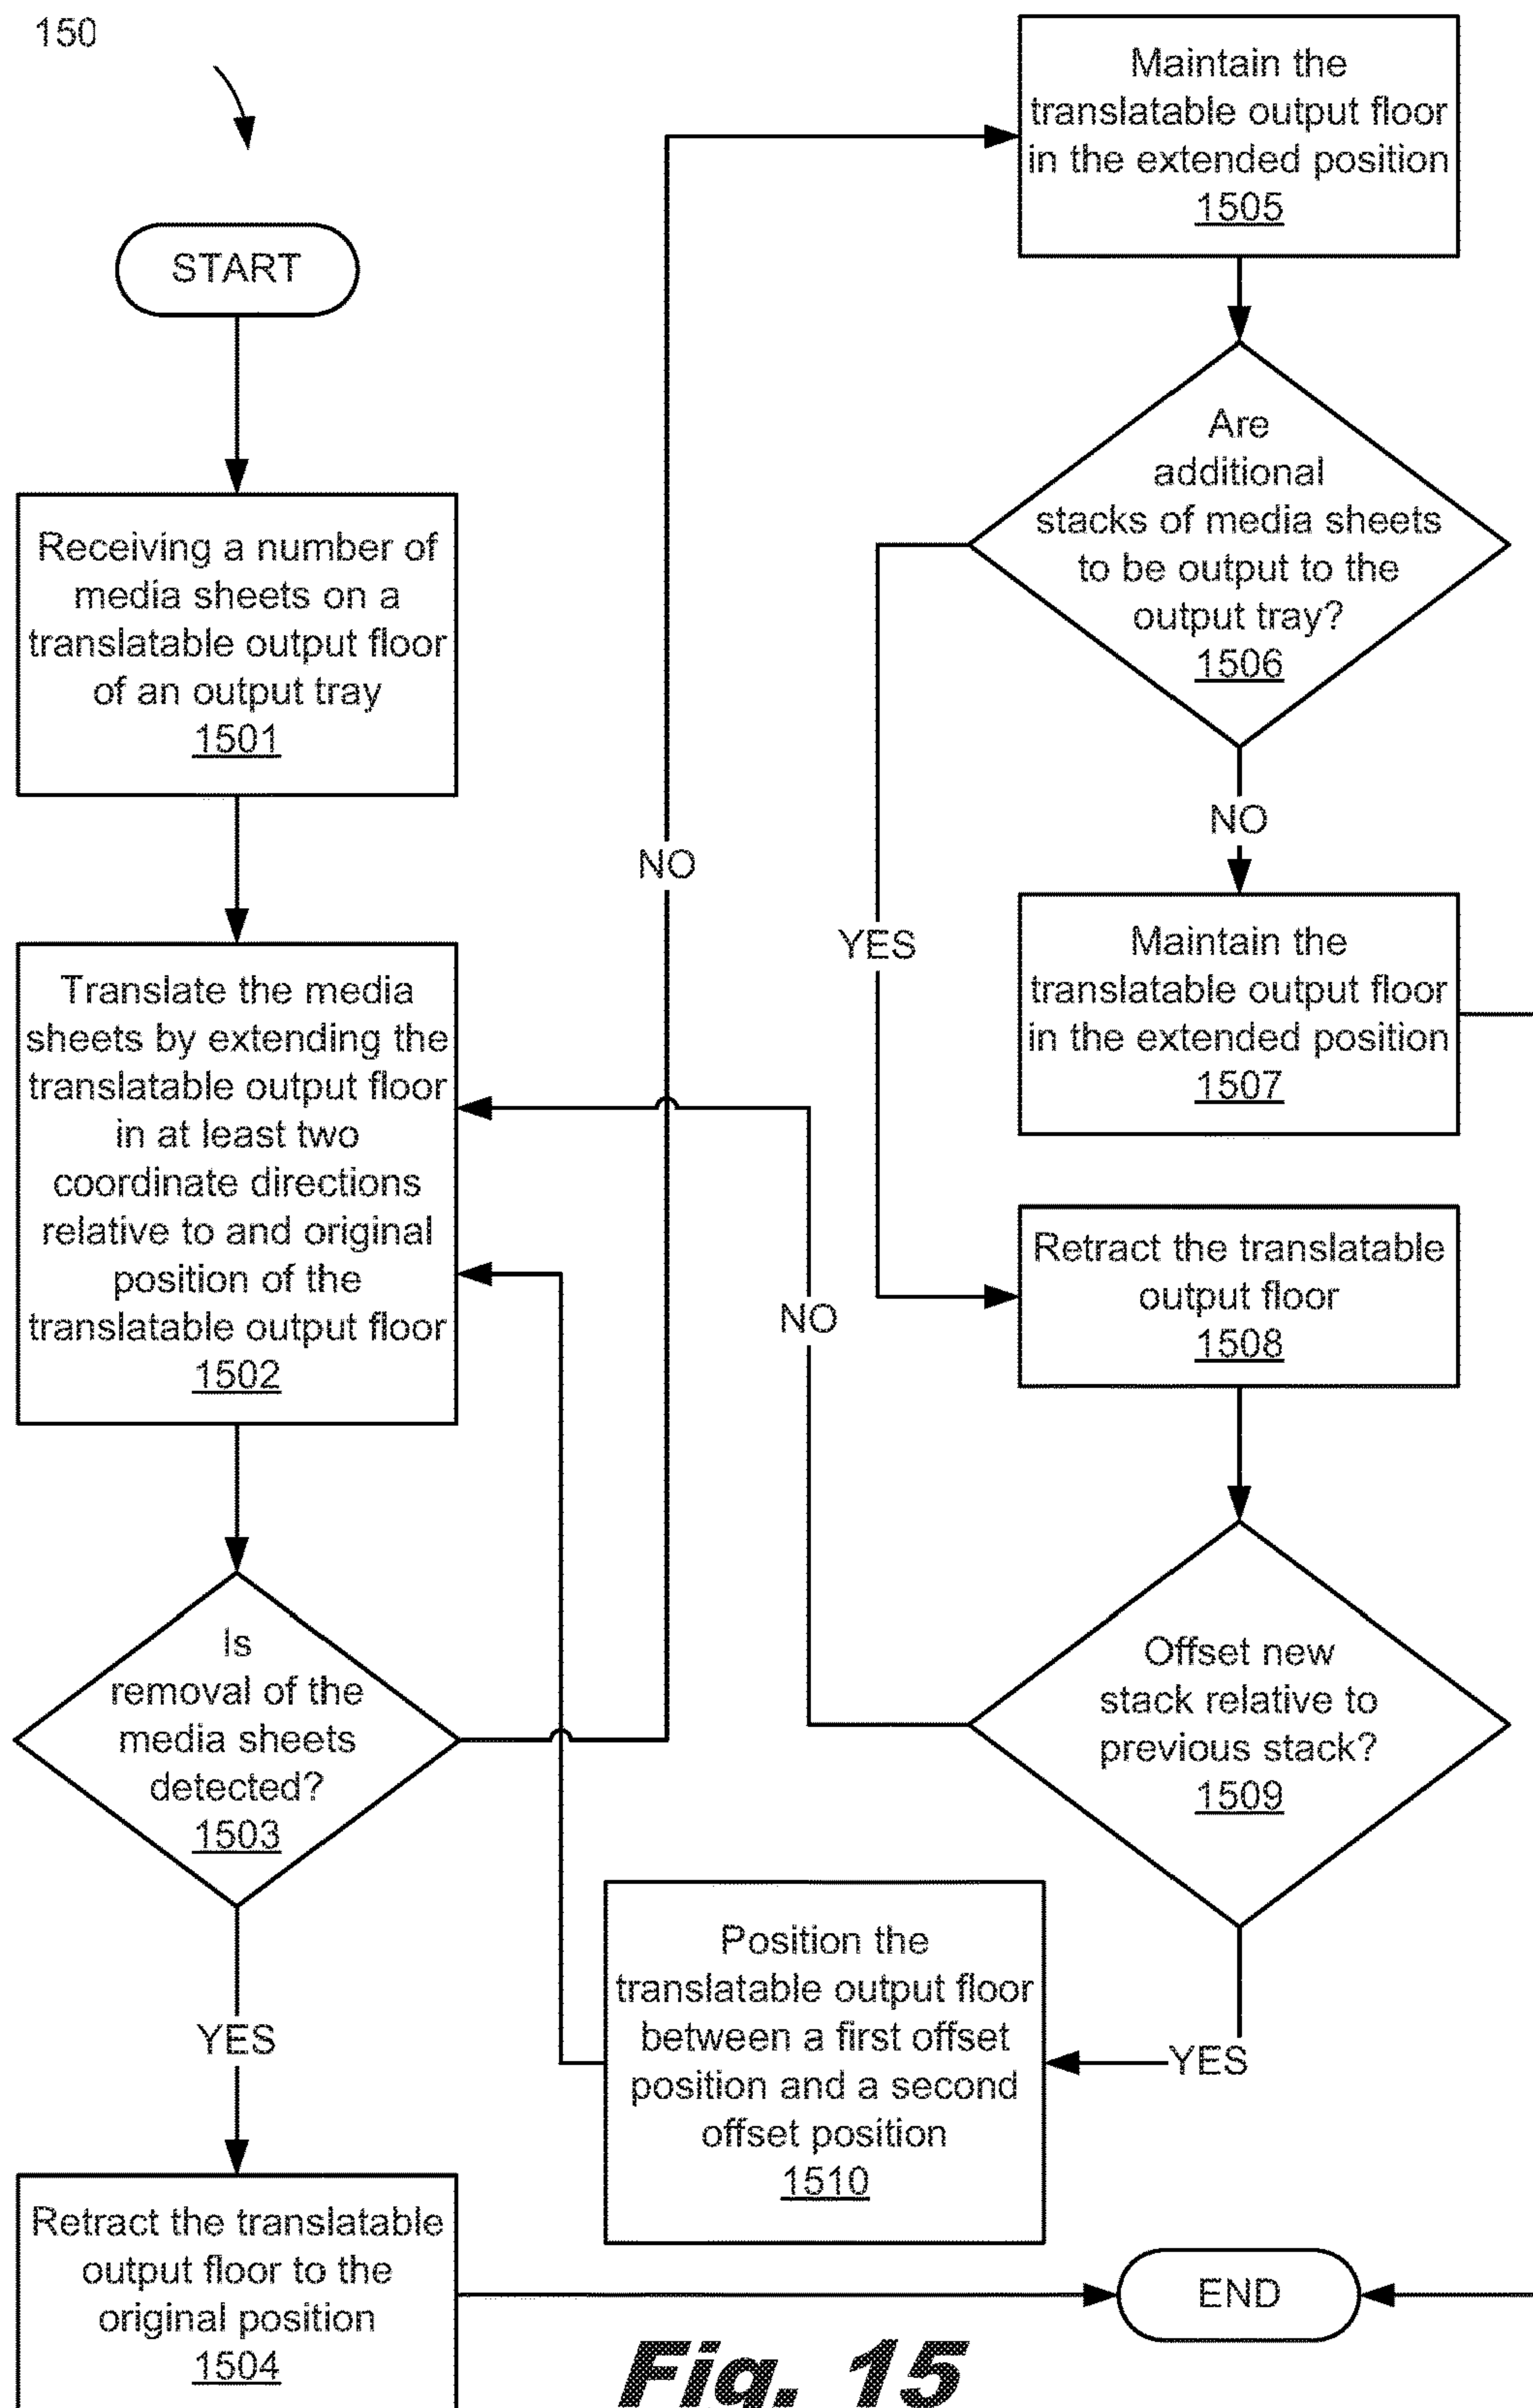 150
START
Receiving a number of
media sheets on a
translatable output floor
of an output tray
1501
Translate the media
sheets by extending the
translatable output floor
in at least two
coordinate directions
relative to and original
position of the
translatable output floor
1502
Is
removal of the
media sheets
detected?
1503
YES
Retract the translatable
output floor to the
original position
1504
NO
Maintain the
translatable output floor
in the extended position
1505
Are
additional
stacks of media sheets
to be output to the
output tray?
1506
NO
YES
Maintain the
translatable output floor
in the extended position
1507
Retract the translatable
output floor
1508
NO
Offset new
stack relative to
previous stack?
1509
YES
Position the
translatable output floor
between a first offset
position and a second
offset position
1510
END
Fig. 15